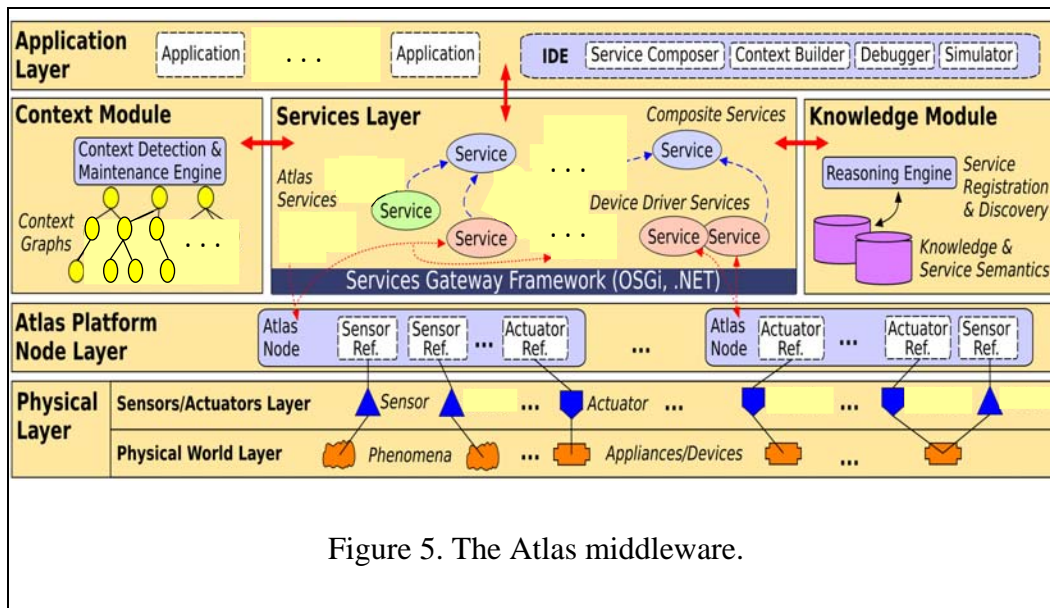 Application
Layer
Application
. . .
Application
IDE
Service Composer
Context Builder
Debugger
Simulator
Context Module
Context Detection &
Maintenance Engine
Context
Graphs
. . .
Services Layer
Composite Services
Service
. . .
Service
Atlas
Services
Service
Device Driver Services
Service
. . .
Service
Service
Services Gateway Framework (OSGi, .NET)
Knowledge Module
Reasoning Engine
Service
Registration
& Discovery
Knowledge &
Service Semantics
Atlas Platform
Node Layer
Atlas
Node
Sensor
Ref.
Sensor
Ref.
...
Actuator
Ref.
...
Atlas
Node
Actuator
Ref.
...
Actuator
Ref.
Sensor
Ref.
Physical
Layer
Sensors/Actuators Layer
Sensor
...
Actuator
...
...
Physical World Layer
Phenomena
...
Appliances/Devices
...
Figure 5. The Atlas middleware.